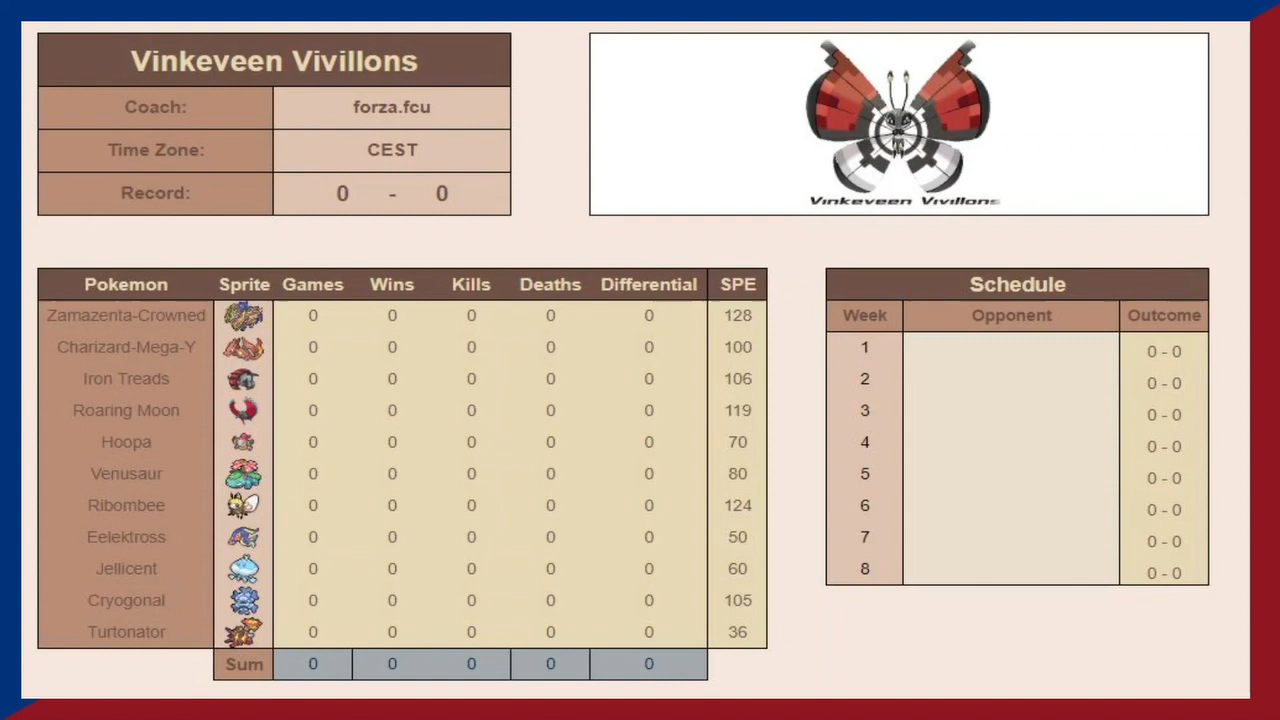 Vinkeveen Vivillons
Coach: forza.fcu
Time Zone: CEST
Record: 0 - 0
Vinkeveen Vivillons
Pokemon Sprite Games Wins Kills Deaths Differential SPE
Zamazenta-Crowned 0 0 0 0 0 128
Charizard-Mega-Y 0 0 0 0 0 100
Iron Treads 0 0 0 0 0 106
Roaring Moon 0 0 0 0 0 119
Hoopa 0 0 0 0 0 70
Venusaur 0 0 0 0 0 80
Ribombee 0 0 0 0 0 124
Eelektross 0 0 0 0 0 50
Jellicent 0 0 0 0 0 60
Cryogonal 0 0 0 0 0 105
Turtonator 0 0 0 0 0 36
Sum 0 0 0 0 0
Schedule
Week Opponent Outcome
1 0 - 0
2 0 - 0
3 0 - 0
4 0 - 0
5 0 - 0
6 0 - 0
7 0 - 0
8 0 - 0